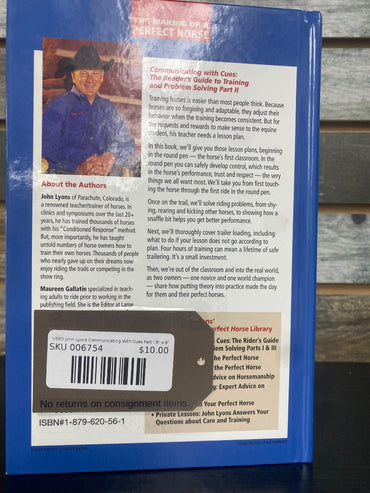 THE MAKING OF A
PERFECT HORSE
Communicating with Cues:
The Reader's Guide to Training
and Problem Solving Part II
Training horses is easier than most people think. Because
horses are so forgiving and adaptable, they adjust their
behavior when the training becomes consistent. But for
the requests and rewards to make sense to the equine
student, his teacher needs a lesson plan.
In this book, we'll give you those lesson plans, beginning
in the round pen — the horse's first classroom. In the
round pen you can safely develop control, which results
in the horse's performance, trust and respect — the very
things we all most want. We'll take you from first touch-
ing the horse through the first ride in the round pen.
Once on the trail, we'll solve riding problems, from shy-
ing, rearing and kicking other horses, to showing how a
snaffle bit helps you get better performance.
Next, we'll thoroughly cover trailer loading, including
what to do if your lesson does not go according to
plan. Four hours of training can mean a lifetime of safe
trailering. It's a small investment.
Then, we're out of the classroom and into the real world,
as two owners — one novice and one world champion
— share how putting theory into practice made the day
for them and their perfect horses.
About the Authors
John Lyons of Parachute, Colorado, is
a renowned teacher/trainer of horses. In
clinics and symposiums over the last 20+
years, he has trained thousands of horses
with his "Conditioned Response" method.
But, more importantly, he has taught
untold numbers of horse owners how to
train their own horses. Thousands of people
who nearly gave up on their dreams now
enjoy riding the trails or competing in the
show ring.
Maureen Gallatin specialized in teach-
ing adults to ride prior to working in the
publishing field. She is the Editor at Large
USED John Lyons Communicating With Cues Part I 9" x 6"
SKU 006754
$10.00
No returns on consignment items.
ISBN#1-879-620-56-1
ons'
Perfect Horse Library
Cues: The Rider's Guide
blem Solving Parts I & III
the Perfect Horse
the Perfect Horse
dvice on Horsemanship
ng: Expert Advice on
n Your Perfect Horse
• Private Lessons: John Lyons Answers Your
Questions about Care and Training